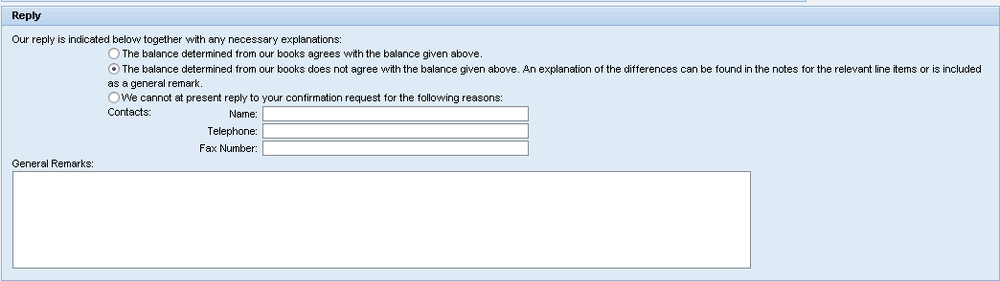 Reply
Our reply is indicated below together with any necessary explanations:
The balance determined from our books agrees with the balance given above.
The balance determined from our books does not agree with the balance given above. An explanation of the differences can be found in the notes for the relevant line items or is included
as a general remark.
We cannot at present reply to your confirmation request for the following reasons:
Contacts: Name:
Telephone:
Fax Number:
General Remarks: